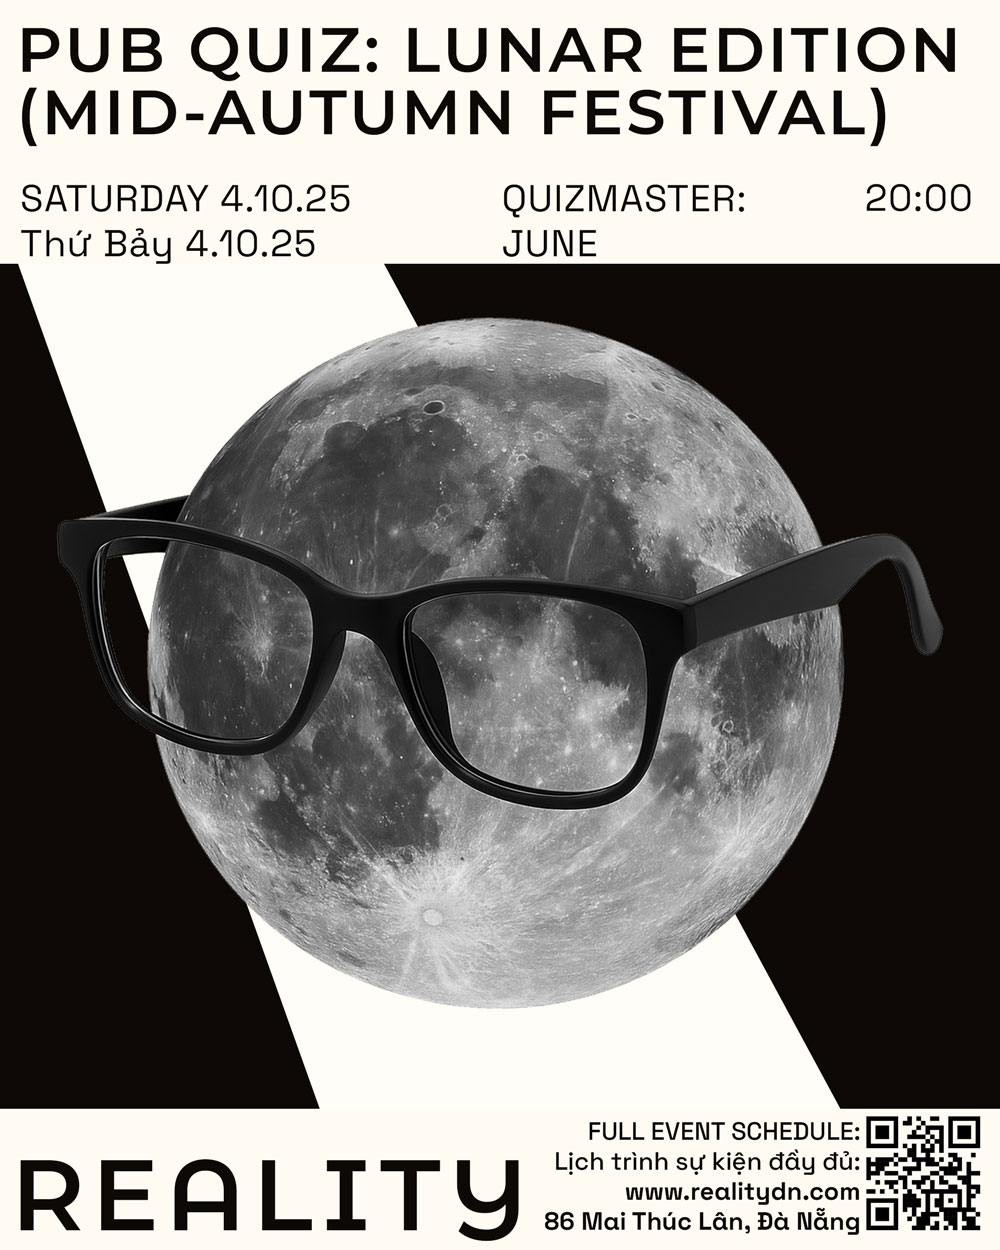 PUB QUIZ: LUNAR EDITION
(MID-AUTUMN FESTIVAL)
SATURDAY 4.10.25
Thứ Bảy 4.10.25
QUIZMASTER:
JUNE
20:00
FULL EVENT SCHEDULE:
Lịch trình sự kiện đầy đủ:
www.realitydn.com
86 Mai Thúc Lân, Đà Nẵng
REALITY